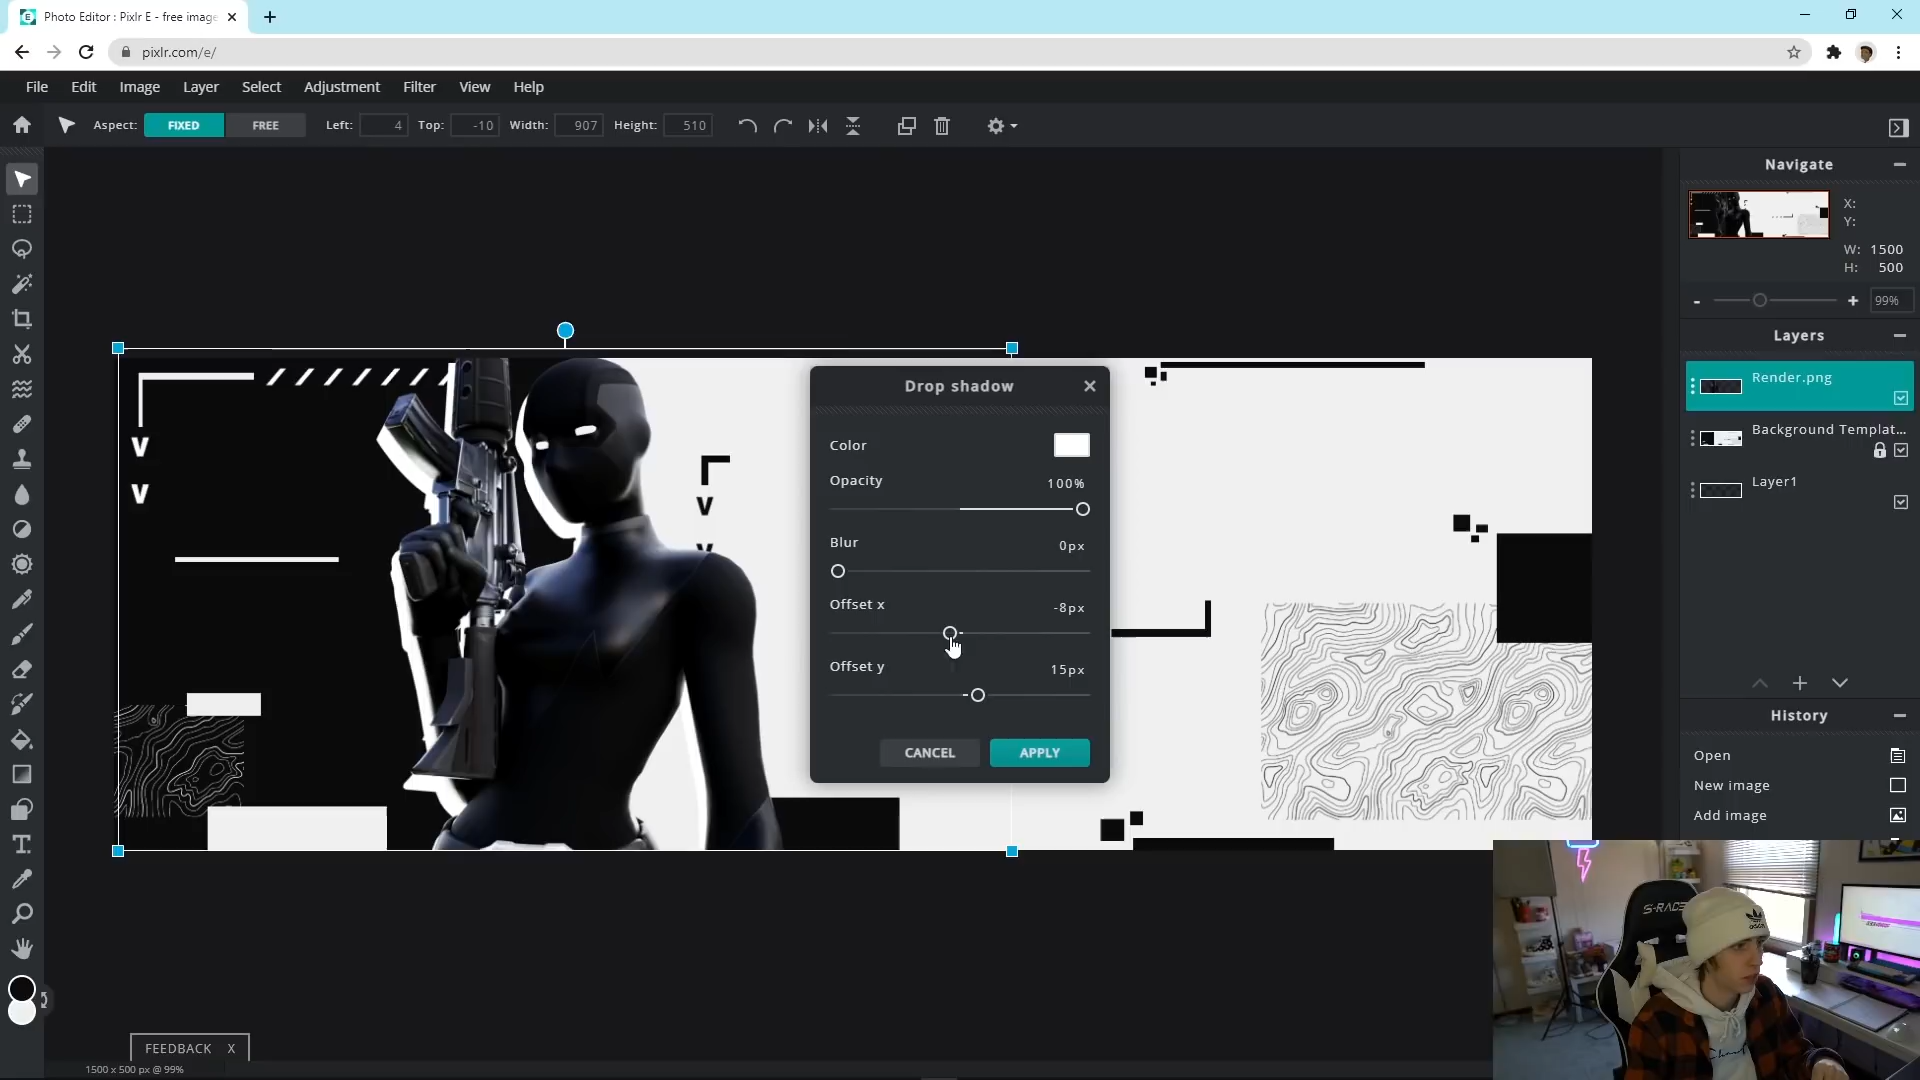 Photo Editor : Pixlr E - free image
pixlr.com/e/
File Edit Image Layer Select Adjustment Filter View Help
Aspect: FIXED FREE Left: 4 Top: -10 Width: 907 Height: 510
Navigate
X:
Y:
W: 1500
H: 500
- + 99%
Layers
Render.png
Background Templat...
Layer1
Drop shadow
Color
Opacity 100%
Blur 0px
Offset x -8px
Offset y 15px
CANCEL APPLY
V
V
V
V
History
Open
New image
Add image
S-RACE
adidas
FEEDBACK X
1500 x 500 px @ 99%